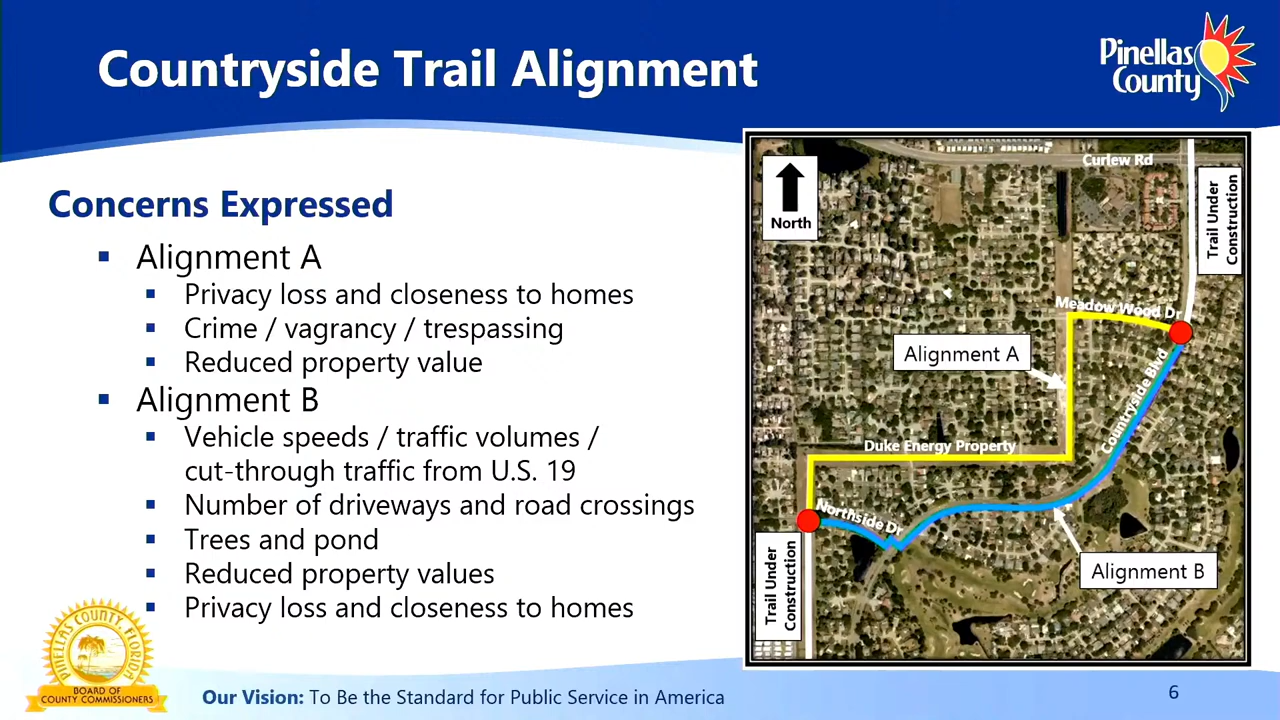 Countryside Trail Alignment
Pinellas
County
Concerns Expressed
▪ Alignment A
▪ Privacy loss and closeness to homes
▪ Crime / vagrancy / trespassing
▪ Reduced property value
▪ Alignment B
▪ Vehicle speeds / traffic volumes /
cut-through traffic from U.S. 19
▪ Number of driveways and road crossings
▪ Trees and pond
▪ Reduced property values
▪ Privacy loss and closeness to homes
North
Curlew Rd
Trail Under
Construction
Meadow Wood Dr
Alignment A
Countryside Blvd
Duke Energy Property
Northside Dr
Alignment B
Trail Under
Construction
PINELLAS COUNTY, FLORIDA
BOARD OF
COUNTY COMMISSIONERS
Our Vision: To Be the Standard for Public Service in America
6